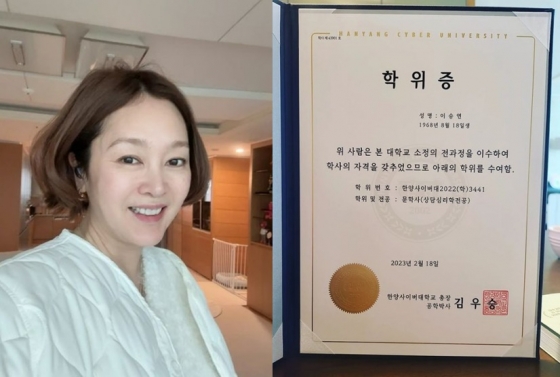 HANYANG CYBER UNIVERSITY
학위증
성 명 : 이 승 연
1968년 8월 18일생
위 사람은 본 대학교 소정의 전과정을 이수하여
학사의 자격을 갖추었으므로 아래의 학위를 수여함.
학 위 번 호 : 한양사이버대2022(학)3441
학위 및 전공 : 문학사(상담심리학전공)
2023년 2월 18일
한양사이버대학교 총장
공학박사 김 우 승